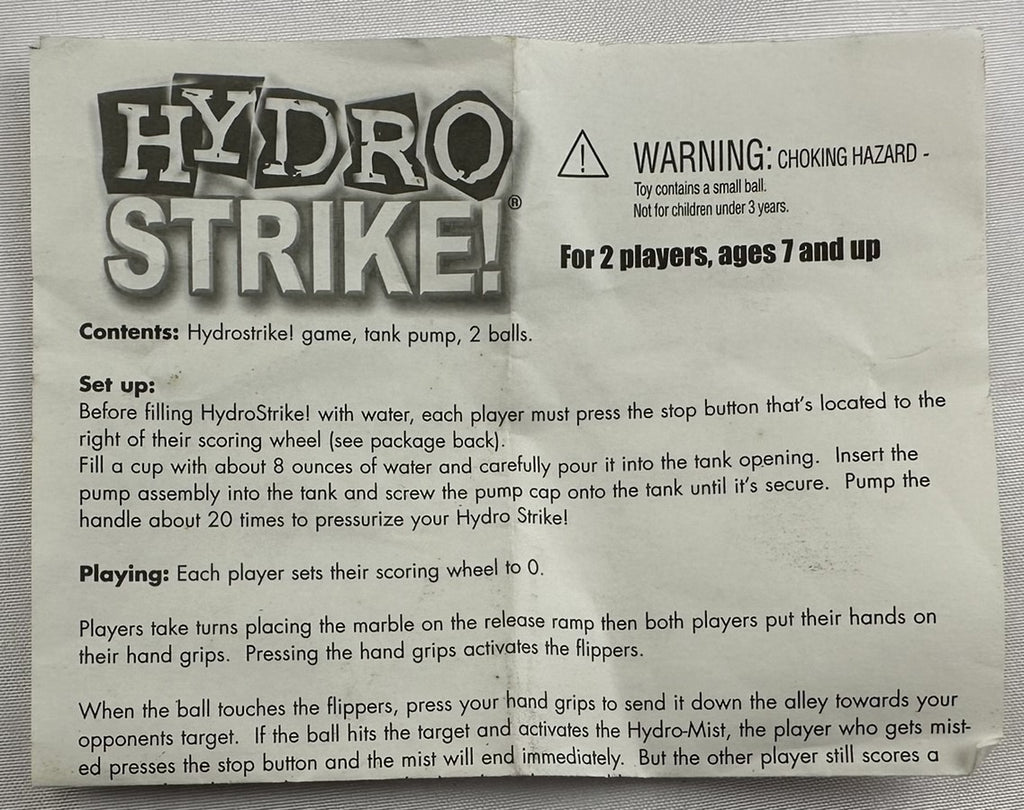 HYDRO
STRIKE!®
WARNING: CHOKING HAZARD -
Toy contains a small ball.
Not for children under 3 years.
For 2 players, ages 7 and up
Contents: Hydrostrike! game, tank pump, 2 balls.
Set up:
Before filling HydroStrike! with water, each player must press the stop button that's located to the
right of their scoring wheel (see package back).
Fill a cup with about 8 ounces of water and carefully pour it into the tank opening. Insert the
pump assembly into the tank and screw the pump cap onto the tank until it's secure. Pump the
handle about 20 times to pressurize your Hydro Strike!
Playing: Each player sets their scoring wheel to 0.
Players take turns placing the marble on the release ramp then both players put their hands on
their hand grips. Pressing the hand grips activates the flippers.
When the ball touches the flippers, press your hand grips to send it down the alley towards your
opponents target. If the ball hits the target and activates the Hydro-Mist, the player who gets mist-
ed presses the stop button and the mist will end immediately. But the other player still scores a